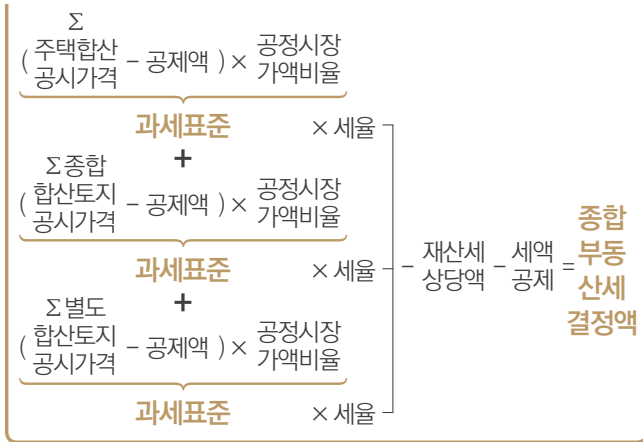 Σ
( 주택합산 공시가격 – 공제액 ) × 공정시장 가액비율
과세표준 × 세율
+
Σ종합
( 합산토지 공시가격 – 공제액 ) × 공정시장 가액비율
과세표준 × 세율
+
Σ별도
( 합산토지 공시가격 – 공제액 ) × 공정시장 가액비율
과세표준 × 세율
– 재산세 상당액 – 세액 공제 =
종합
부동
산세
결정액